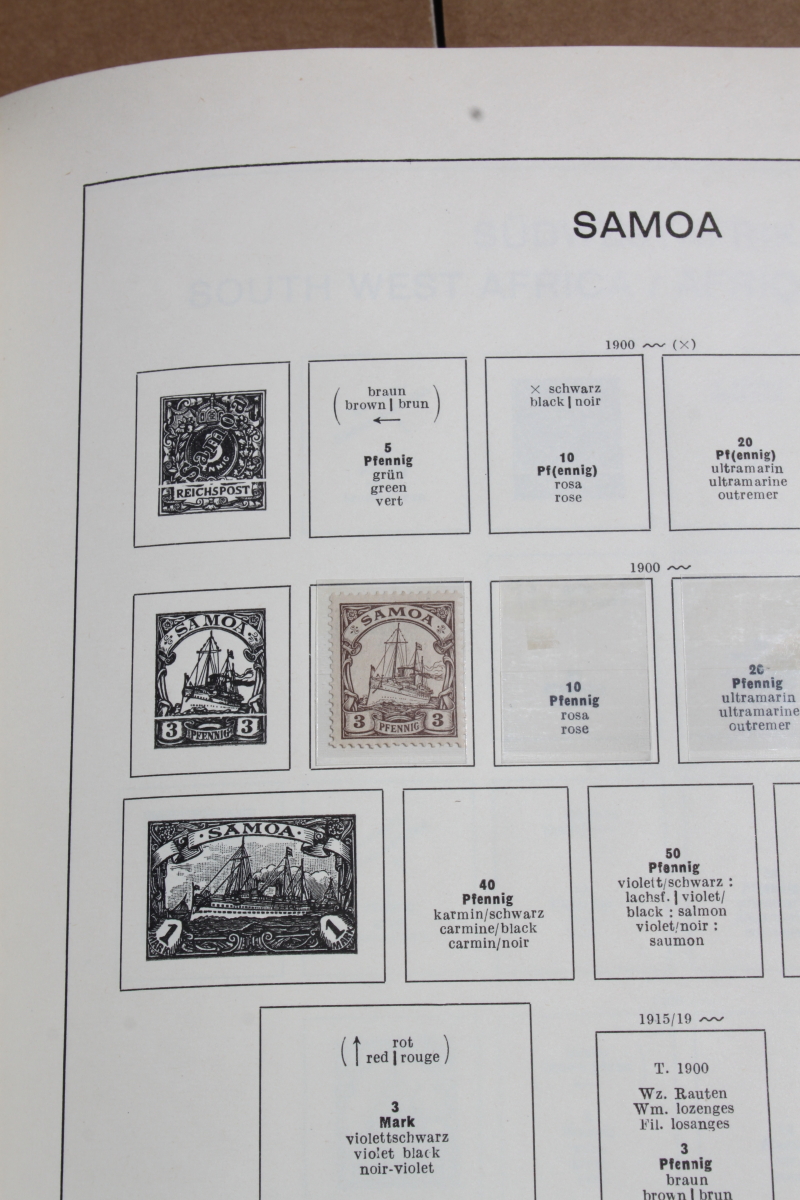 SAMOA
1900 (×)
5
PFENNIG
REICHSPOST
( braun )
brown | brun
←
5
Pfennig
grün
green
vert
× schwarz
black | noir
10
Pf(ennig)
rosa
rose
20
Pf(ennig)
ultramarin
ultramarine
outremer
1900
SAMOA
3 3
PFENNIG
SAMOA
3 3
PFENNIG
10
Pfennig
rosa
rose
20
Pfennig
ultramarin
ultramarine
outremer
SAMOA
1 1
40
Pfennig
karmin/schwarz
carmine/black
carmin/noir
50
Pfennig
violett/schwarz :
lachsf. | violet/
black : salmon
violet/noir :
saumon
(↑ rot )
red | rouge
3
Mark
violettschwarz
violet black
noir-violet
1915/19
T. 1900
Wz. Rauten
Wm. lozenges
Fil. losanges
3
Pfennig
braun
brown | brun